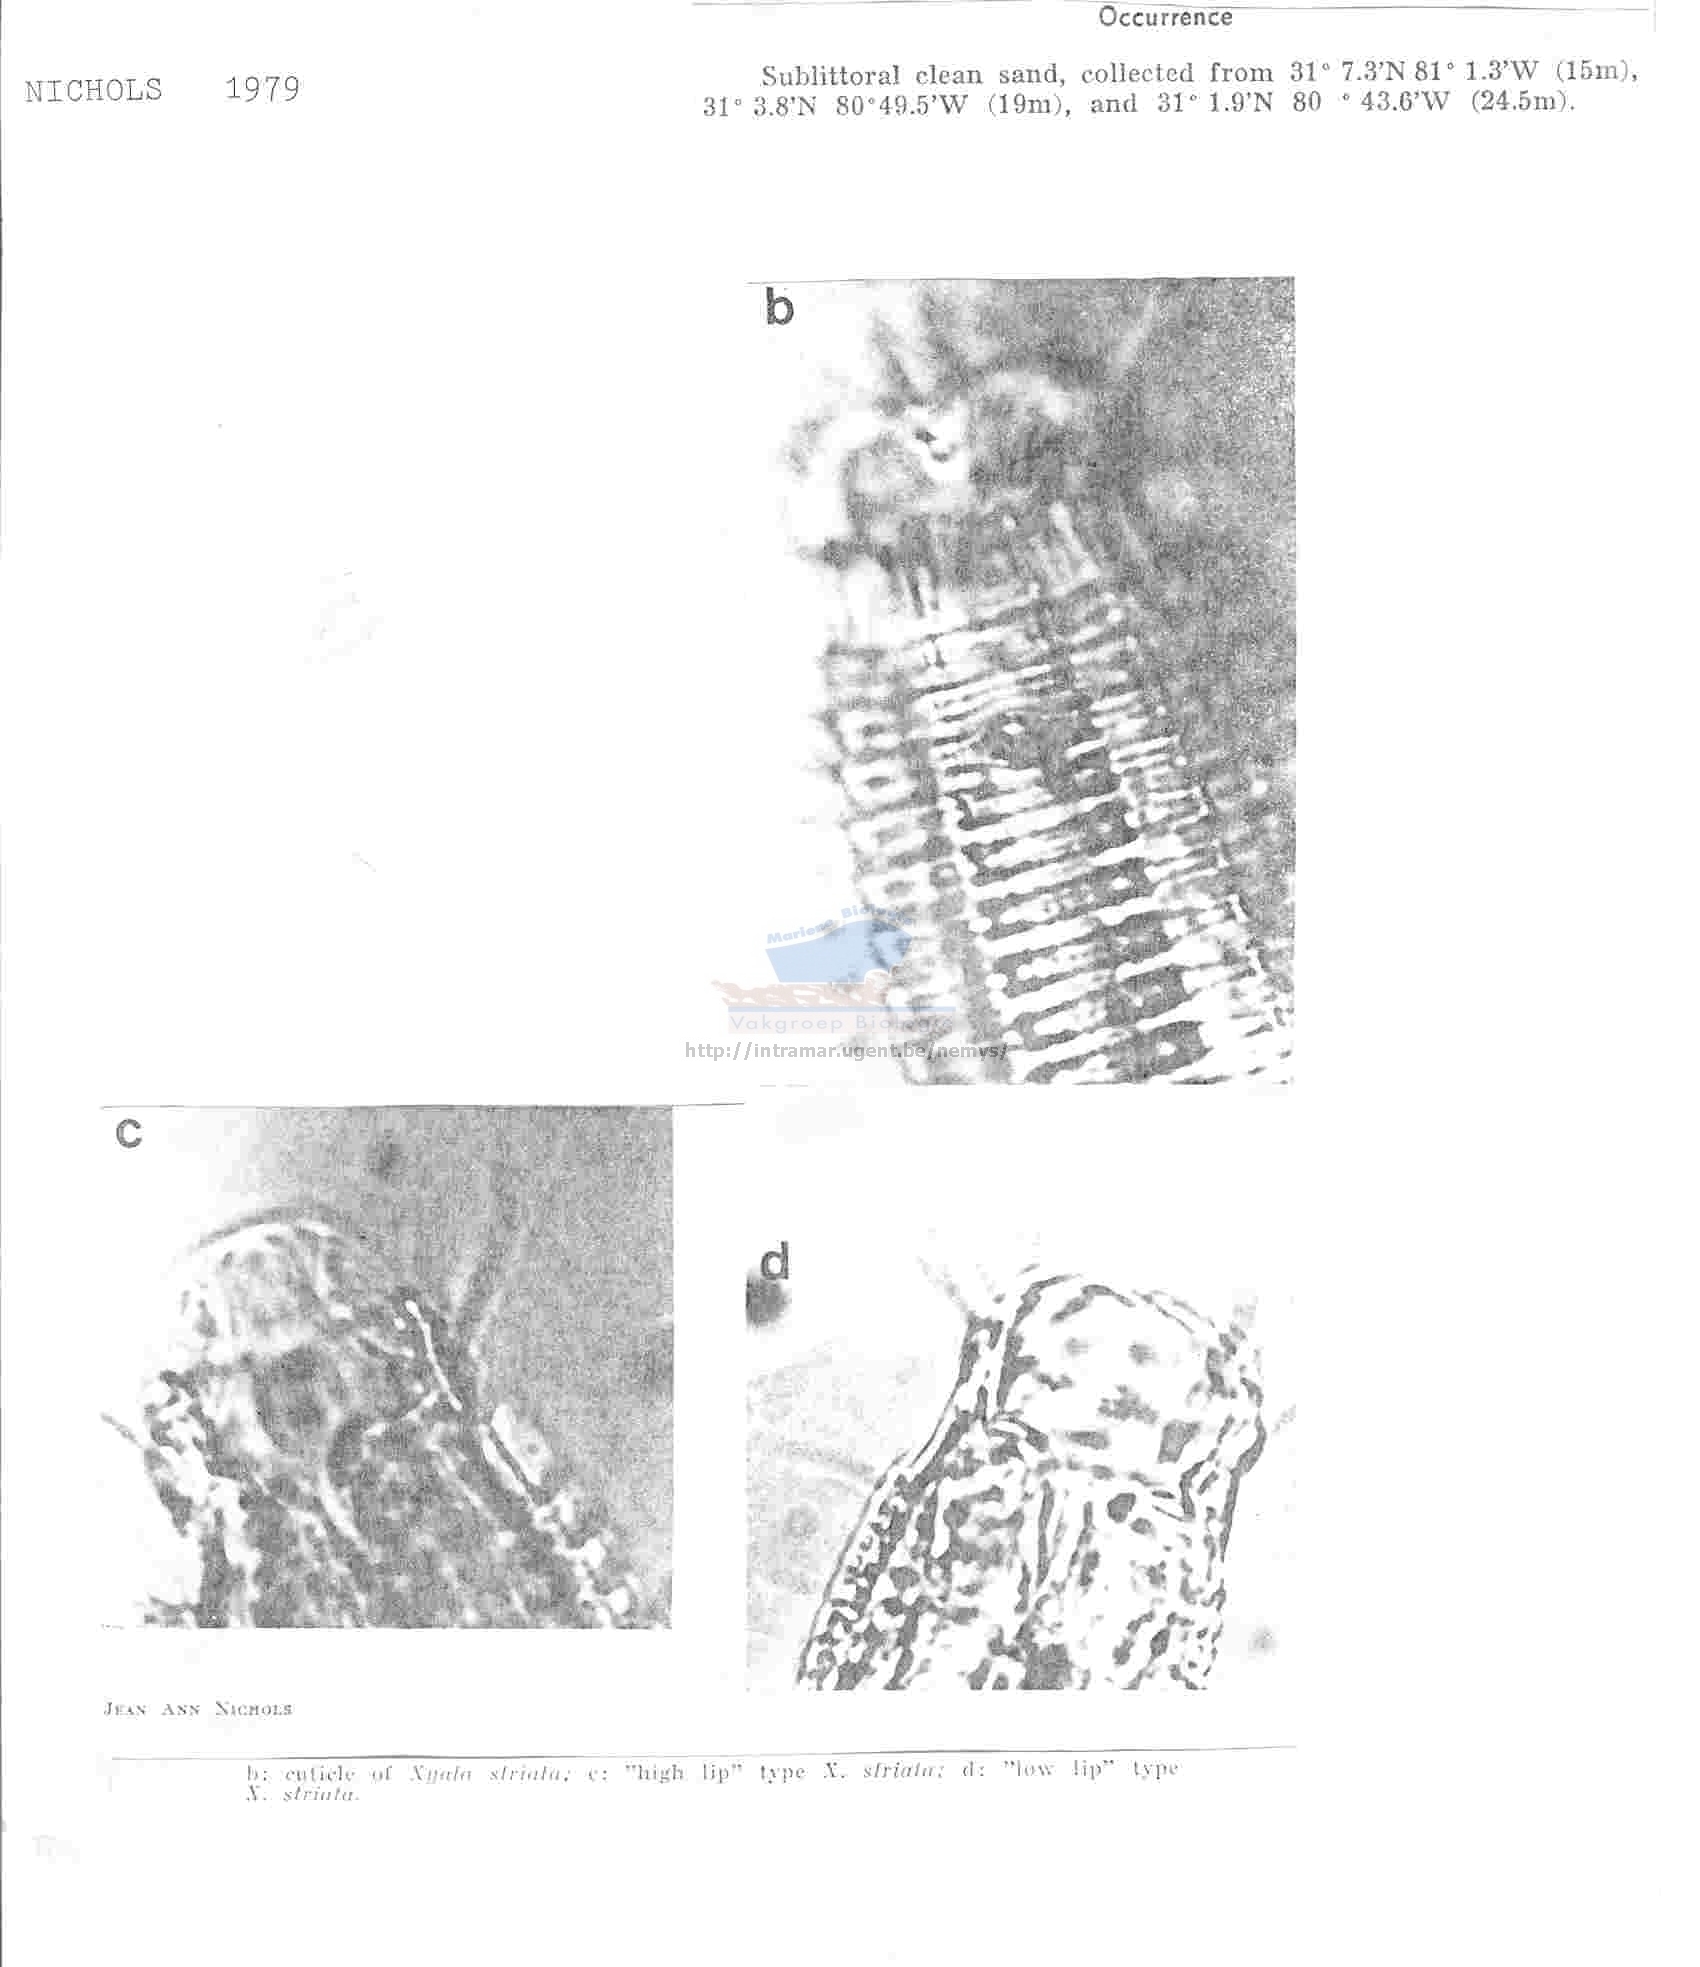 Occurrence
NICHOLS 1979
Sublittoral clean sand, collected from 31° 7.3'N 81° 1.3'W (15m),
31° 3.8'N 80°49.5'W (19m), and 31° 1.9'N 80 ° 43.6'W (24.5m).
b
Marine Biologie
Vakgroep Biologie
http://intramar.ugent.be/nemys/
c
d
JEAN ANN NICHOLS
b: cuticle of Xyala striata; c: "high lip" type X. striata; d: "low lip" type
X. striata.